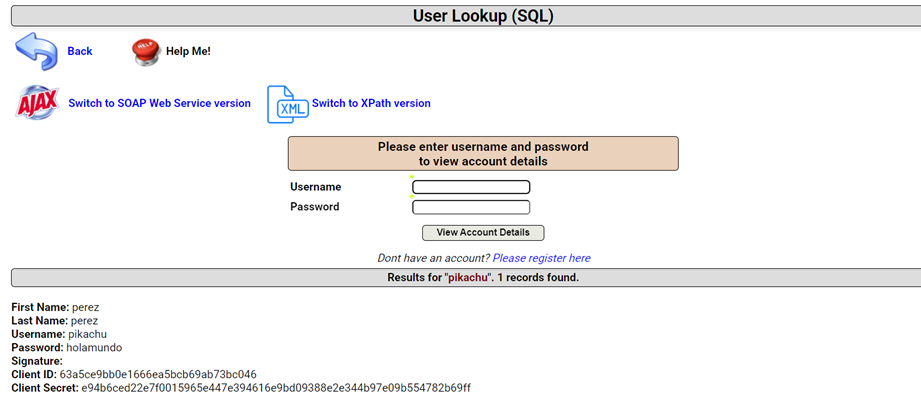 User Lookup (SQL)
Back
HELP
Help Me!
AJAX
Switch to SOAP Web Service version
XML
Switch to XPath version
Please enter username and password
to view account details
Username
Password
View Account Details
Dont have an account? Please register here
Results for "pikachu". 1 records found.
First Name: perez
Last Name: perez
Username: pikachu
Password: holamundo
Signature:
Client ID: 63a5ce9bb0e1666ea5bcb69ab73bc046
Client Secret: e94b6ced22e7f0015965e447e394616e9bd09388e2e344b97e09b554782b69ff